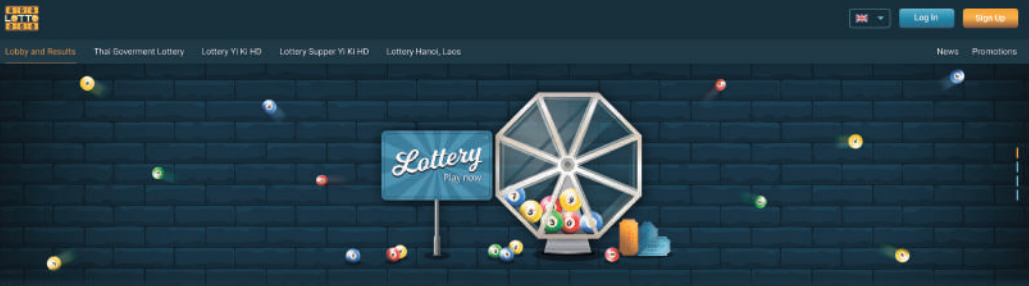 LOTTO
Log In
Sign Up
Lobby and Results
Thai Goverment Lottery
Lottery Yi Ki HD
Lottery Supper Yi Ki HD
Lottery Hanoi, Laos
News
Promotions
Lottery
Play now